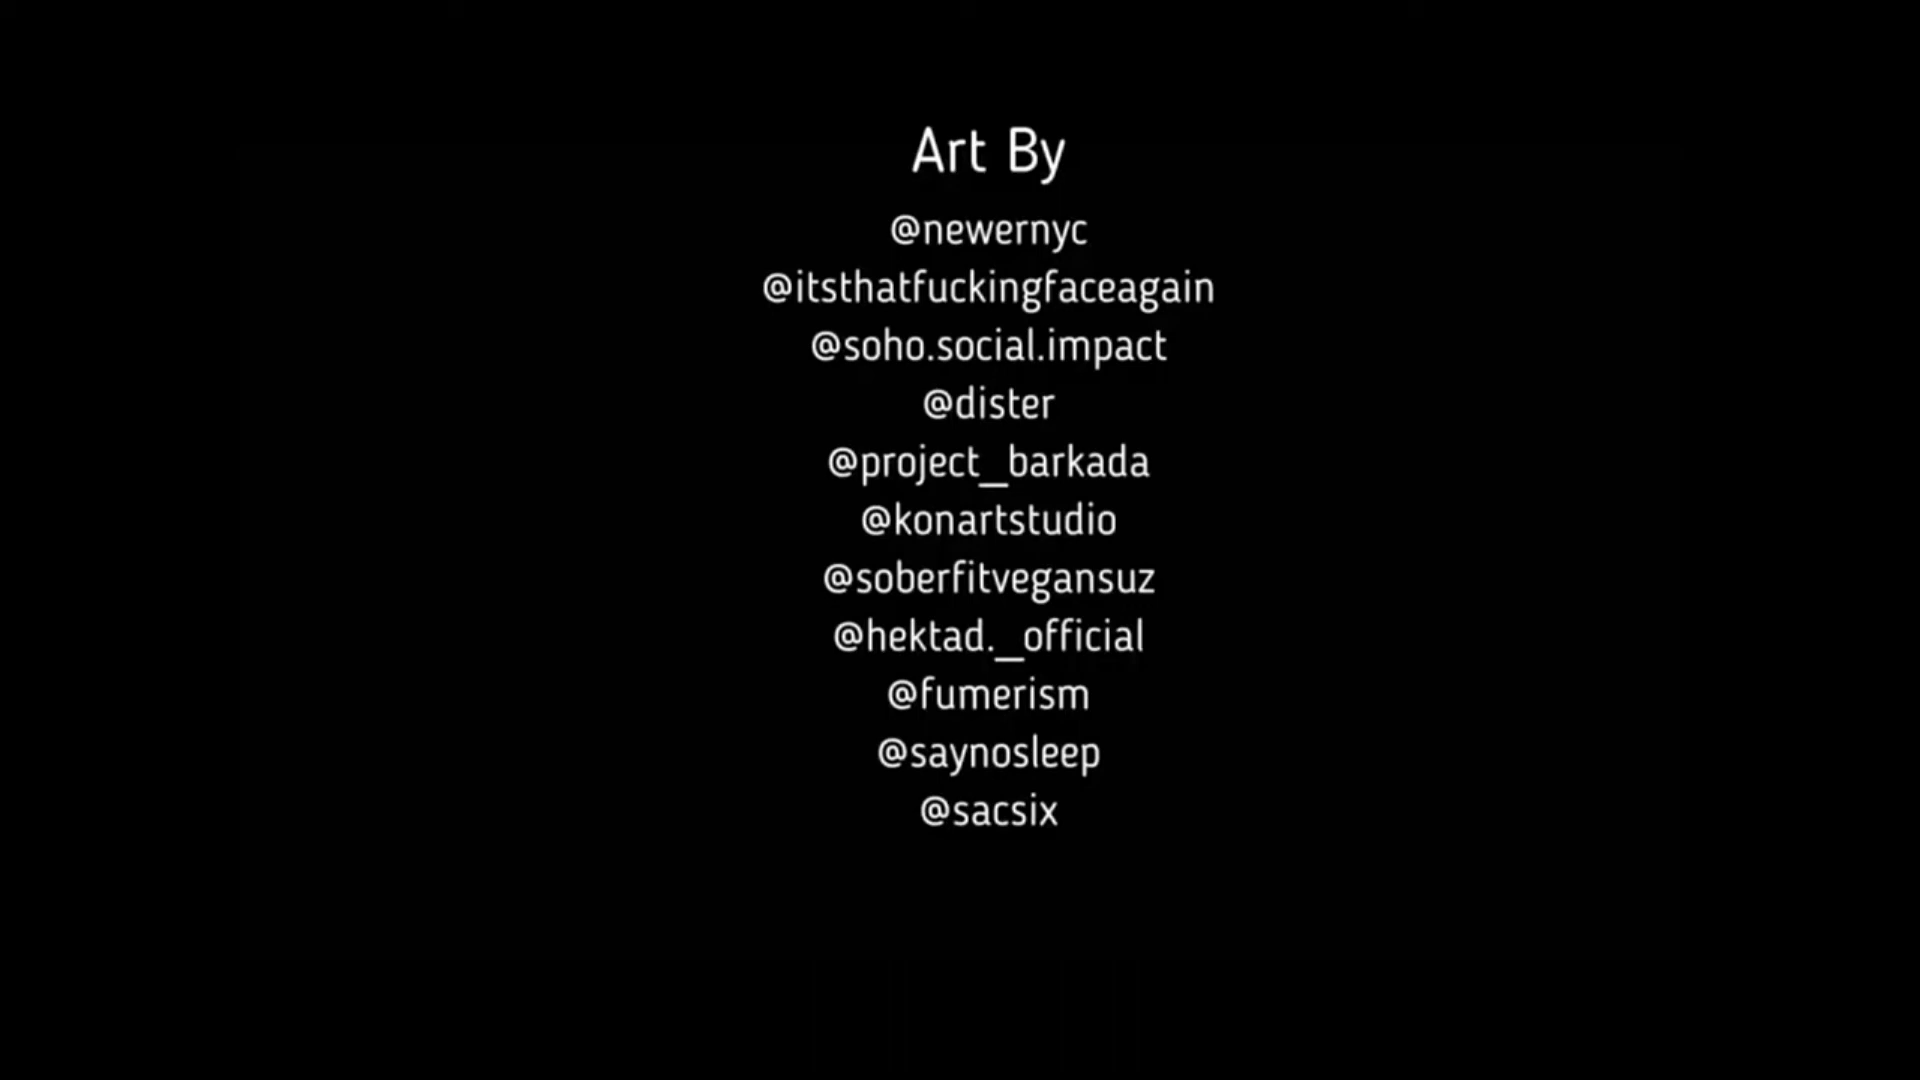 Art By
@newernyc
@itsthatfuckingfaceagain
@soho.social.impact
@dister
@project_barkada
@konartstudio
@soberfitvegansuz
@hektad._official
@fumerism
@saynosleep
@sacsix